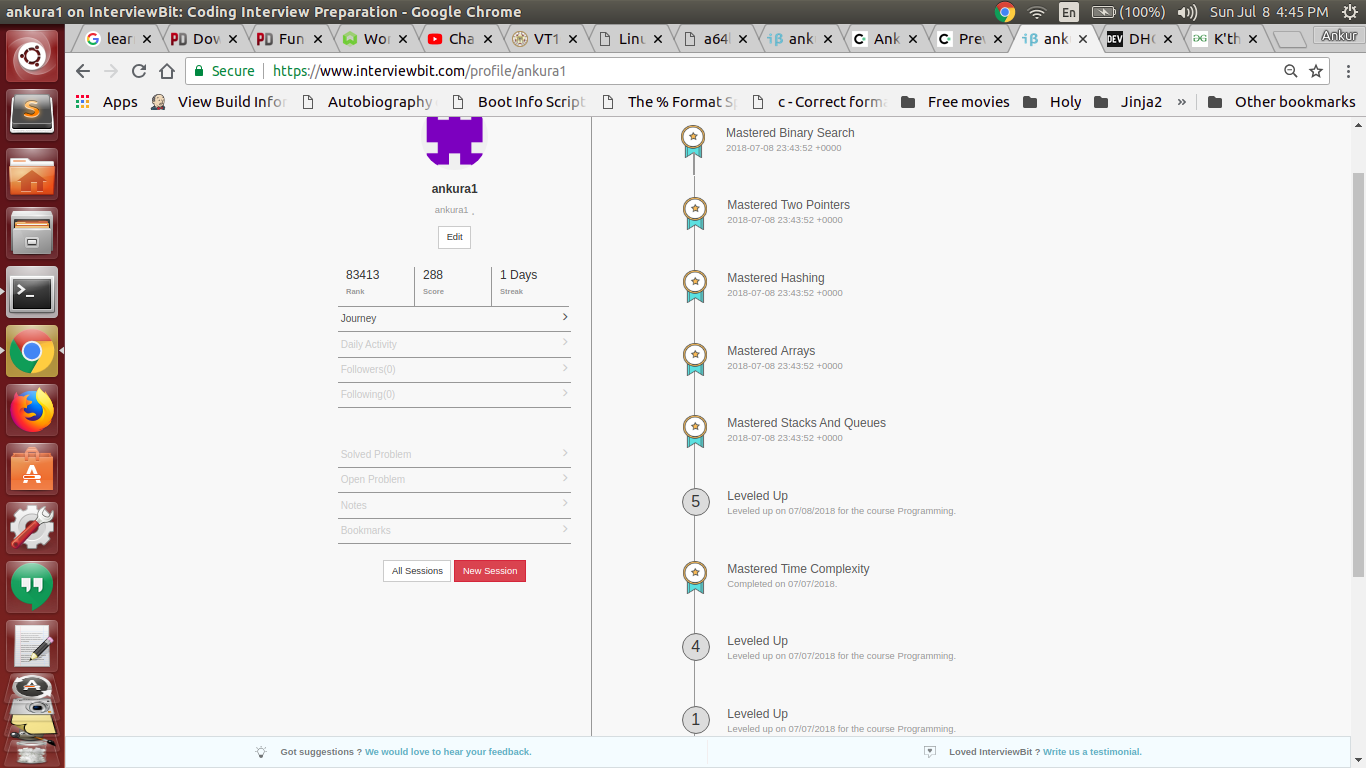 ankura1 on InterviewBit: Coding Interview Preparation - Google Chrome
En (100%) Sun Jul 8 4:45 PM
lear Dow Fun Wor Cha VT1 Linu a64l anku Ank Prev anku DHC K'th Ankur
Secure https://www.interviewbit.com/profile/ankura1
Apps View Build Infor Autobiography Boot Info Script The % Format Sp c - Correct forma Free movies Holy Jinja2 » Other bookmarks
ankura1
ankura1 ,
Edit
83413 288 1 Days
Rank Score Streak
Journey
Daily Activity
Followers(0)
Following(0)
Solved Problem
Open Problem
Notes
Bookmarks
All Sessions New Session
Mastered Binary Search
2018-07-08 23:43:52 +0000
Mastered Two Pointers
2018-07-08 23:43:52 +0000
Mastered Hashing
2018-07-08 23:43:52 +0000
Mastered Arrays
2018-07-08 23:43:52 +0000
Mastered Stacks And Queues
2018-07-08 23:43:52 +0000
5 Leveled Up
Leveled up on 07/08/2018 for the course Programming.
Mastered Time Complexity
Completed on 07/07/2018.
4 Leveled Up
Leveled up on 07/07/2018 for the course Programming.
1 Leveled Up
Leveled up on 07/07/2018 for the course Programming.
Got suggestions ? We would love to hear your feedback. Loved InterviewBit ? Write us a testimonial.